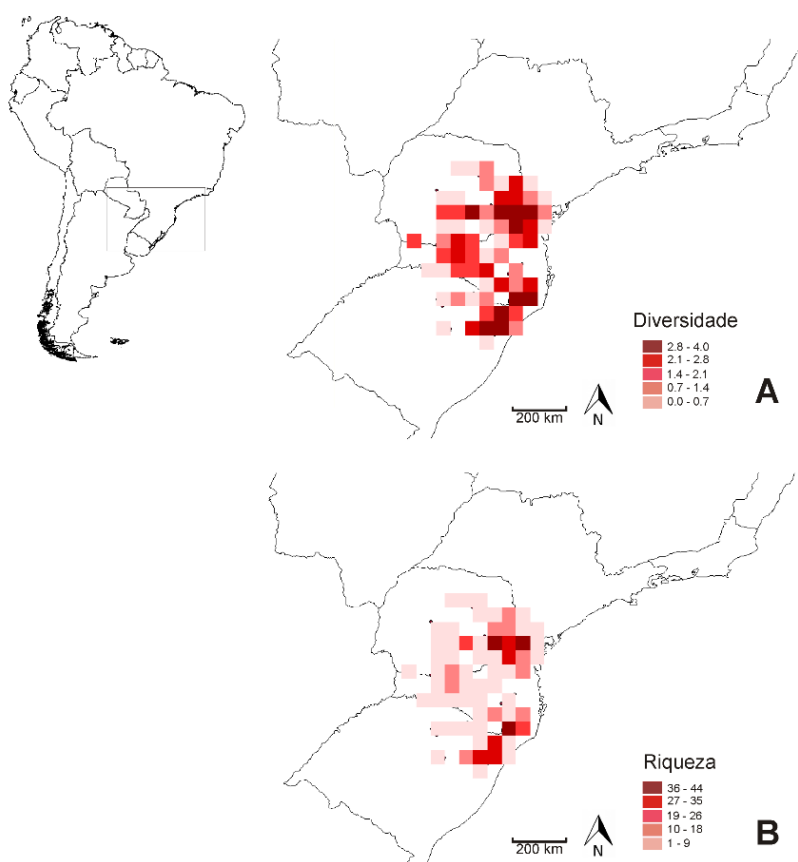 Diversidade
2.8 - 4.0
2.1 - 2.8
1.4 - 2.1
0.7 - 1.4
0.0 - 0.7
200 km
N
A
Riqueza
36 - 44
27 - 35
19 - 26
10 - 18
1 - 9
200 km
N
B